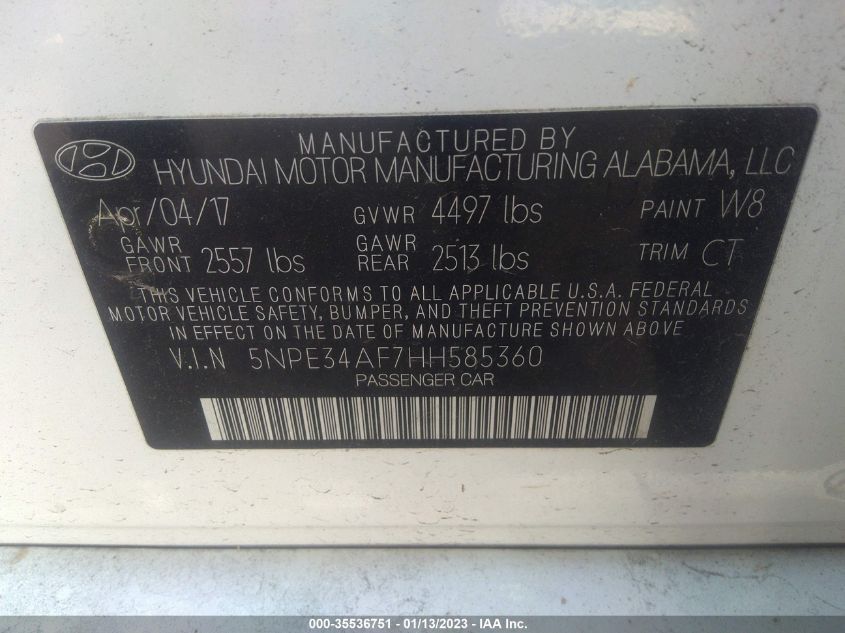 MANUFACTURED BY
HYUNDAI MOTOR MANUFACTURING ALABAMA, LLC
Apr/04/17 GVWR 4497 lbs PAINT W8
GAWR FRONT 2557 lbs GAWR REAR 2513 lbs TRIM CT
THIS VEHICLE CONFORMS TO ALL APPLICABLE U.S.A. FEDERAL
MOTOR VEHICLE SAFETY, BUMPER, AND THEFT PREVENTION STANDARDS
IN EFFECT ON THE DATE OF MANUFACTURE SHOWN ABOVE
V.I.N 5NPE34AF7HH585360
PASSENGER CAR
000-35536751 - 01/13/2023 - IAA Inc.